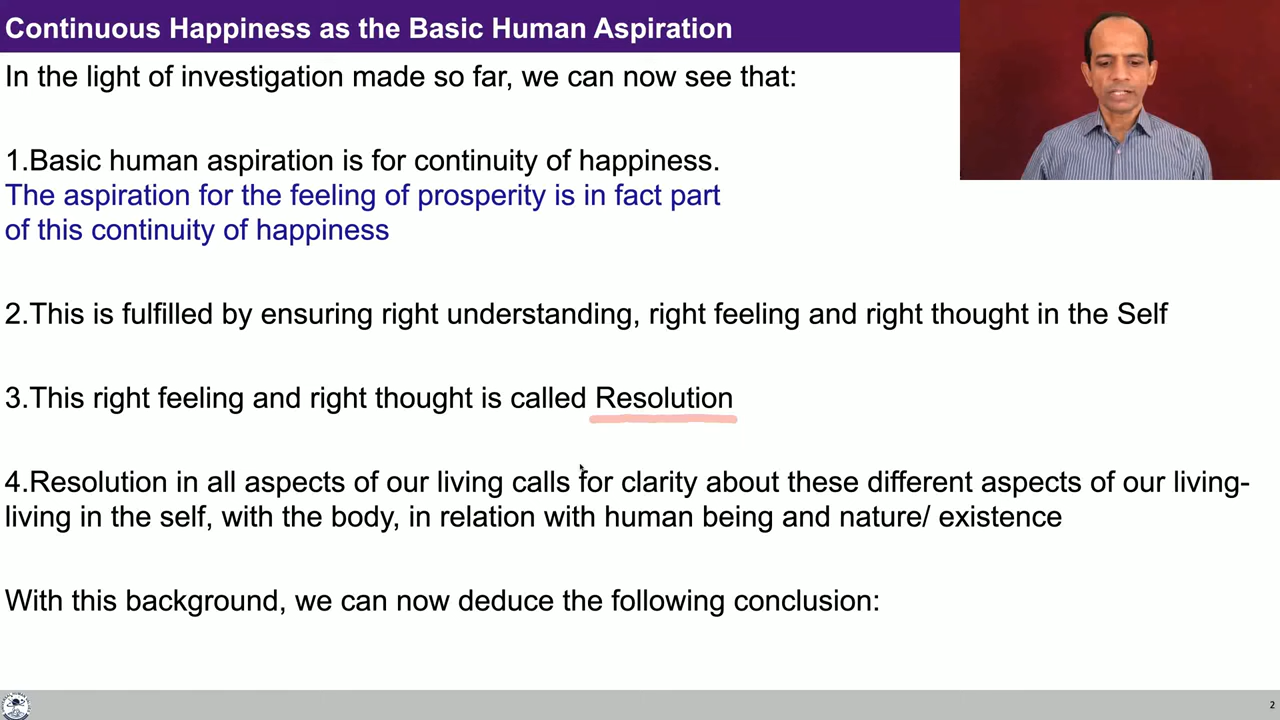 Continuous Happiness as the Basic Human Aspiration
In the light of investigation made so far, we can now see that:
1.Basic human aspiration is for continuity of happiness.
The aspiration for the feeling of prosperity is in fact part
of this continuity of happiness
2.This is fulfilled by ensuring right understanding, right feeling and right thought in the Self
3.This right feeling and right thought is called Resolution
4.Resolution in all aspects of our living calls for clarity about these different aspects of our living-
living in the self, with the body, in relation with human being and nature/ existence
With this background, we can now deduce the following conclusion:
2